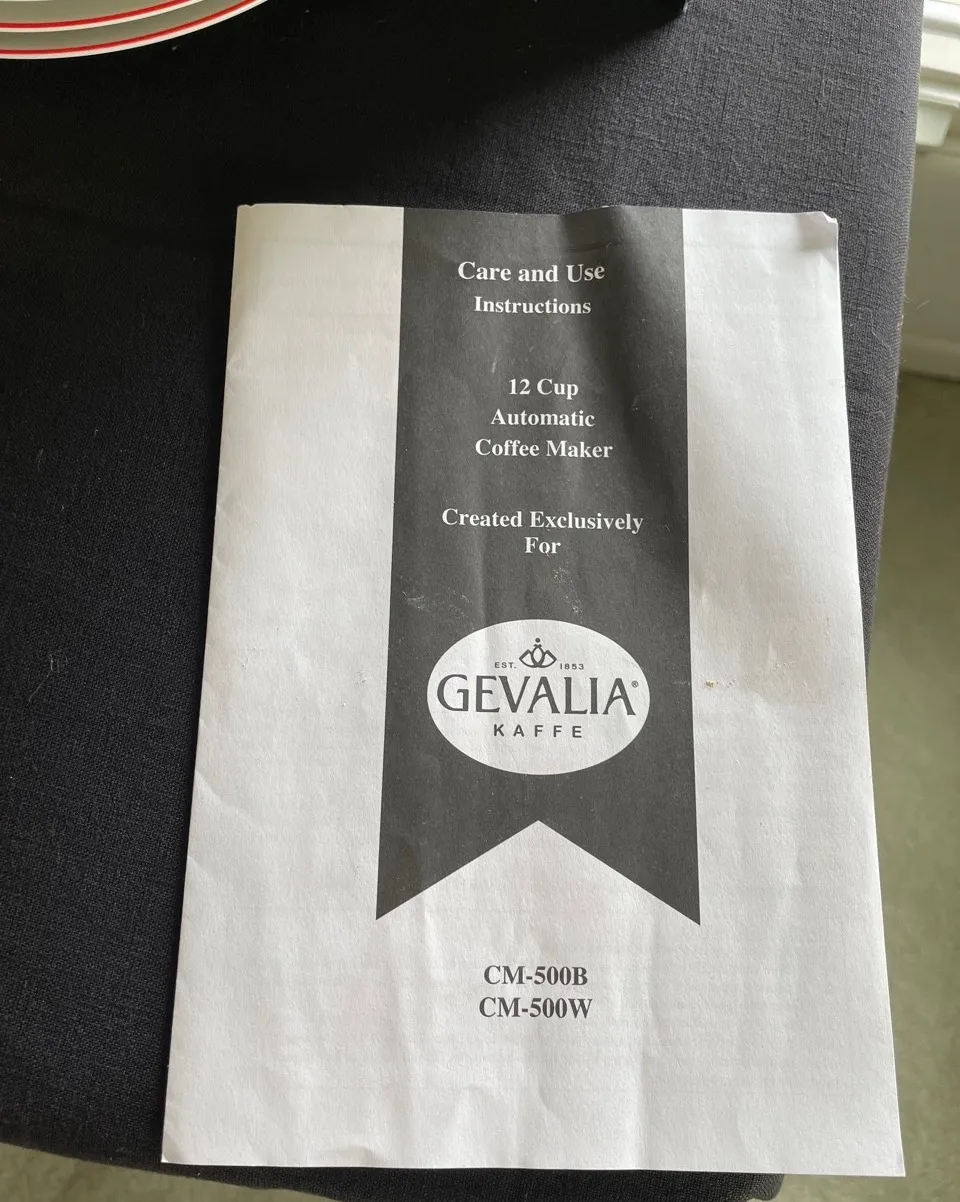 Care and Use
Instructions
12 Cup
Automatic
Coffee Maker
Created Exclusively
For
EST. 1853
GEVALIA®
KAFFE
CM-500B
CM-500W